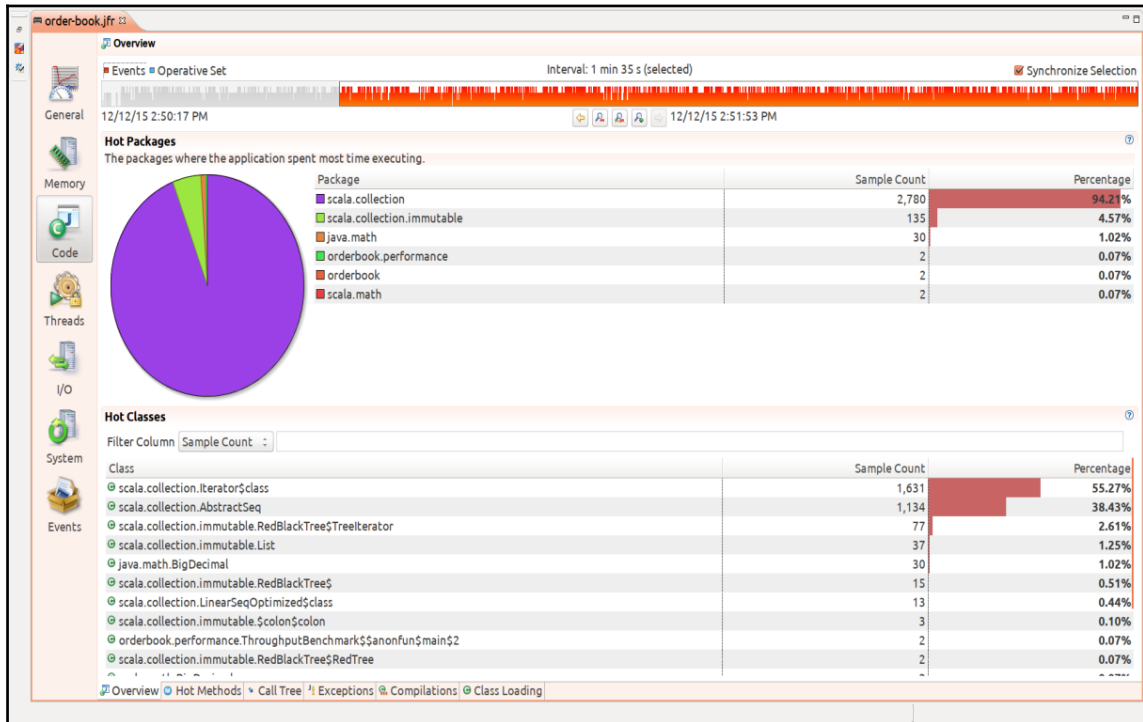 order-book.jfr
Overview
Events Operative Set Interval: 1 min 35 s (selected) Synchronize Selection
12/12/15 2:50:17 PM 12/12/15 2:51:53 PM
General
Memory
Code
Threads
I/O
System
Events
Hot Packages
The packages where the application spent most time executing.
Package Sample Count Percentage
scala.collection 2,780 94.21%
scala.collection.immutable 135 4.57%
java.math 30 1.02%
orderbook.performance 2 0.07%
orderbook 2 0.07%
scala.math 2 0.07%
Hot Classes
Filter Column Sample Count
Class Sample Count Percentage
scala.collection.Iterator$class 1,631 55.27%
scala.collection.AbstractSeq 1,134 38.43%
scala.collection.immutable.RedBlackTree$TreeIterator 77 2.61%
scala.collection.immutable.List 37 1.25%
java.math.BigDecimal 30 1.02%
scala.collection.immutable.RedBlackTree$ 15 0.51%
scala.collection.LinearSeqOptimized$class 13 0.44%
scala.collection.immutable.$colon$colon 3 0.10%
orderbook.performance.ThroughputBenchmark$$anonfun$main$2 2 0.07%
scala.collection.immutable.RedBlackTree$RedTree 2 0.07%
Overview Hot Methods Call Tree Exceptions Compilations Class Loading